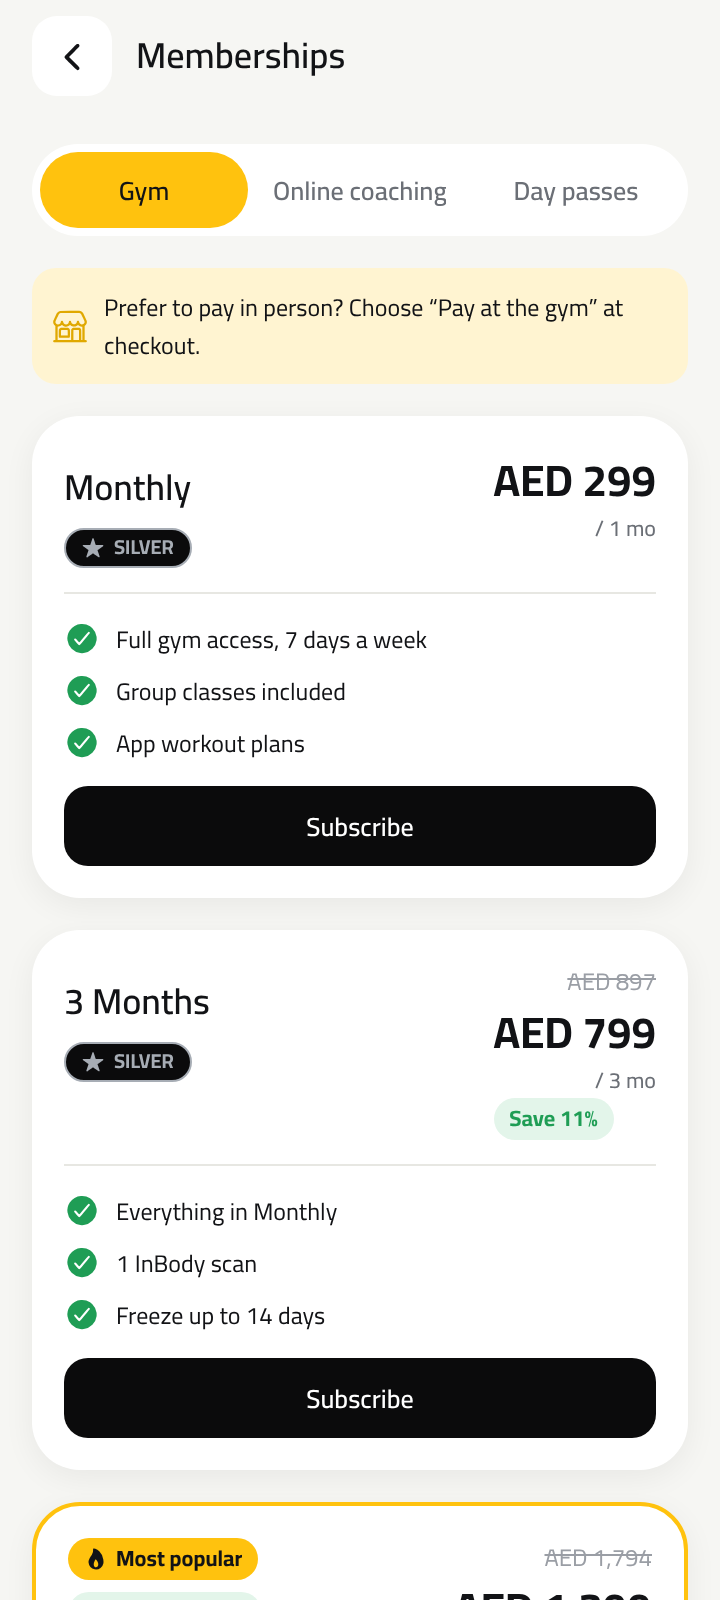 Memberships
Gym
Online coaching
Day passes
Prefer to pay in person? Choose “Pay at the gym” at
checkout.
Monthly
AED 299
/ 1 mo
SILVER
Full gym access, 7 days a week
Group classes included
App workout plans
Subscribe
3 Months
AED 897
AED 799
/ 3 mo
SILVER
Save 11%
Everything in Monthly
1 InBody scan
Freeze up to 14 days
Subscribe
Most popular
AED 1,794